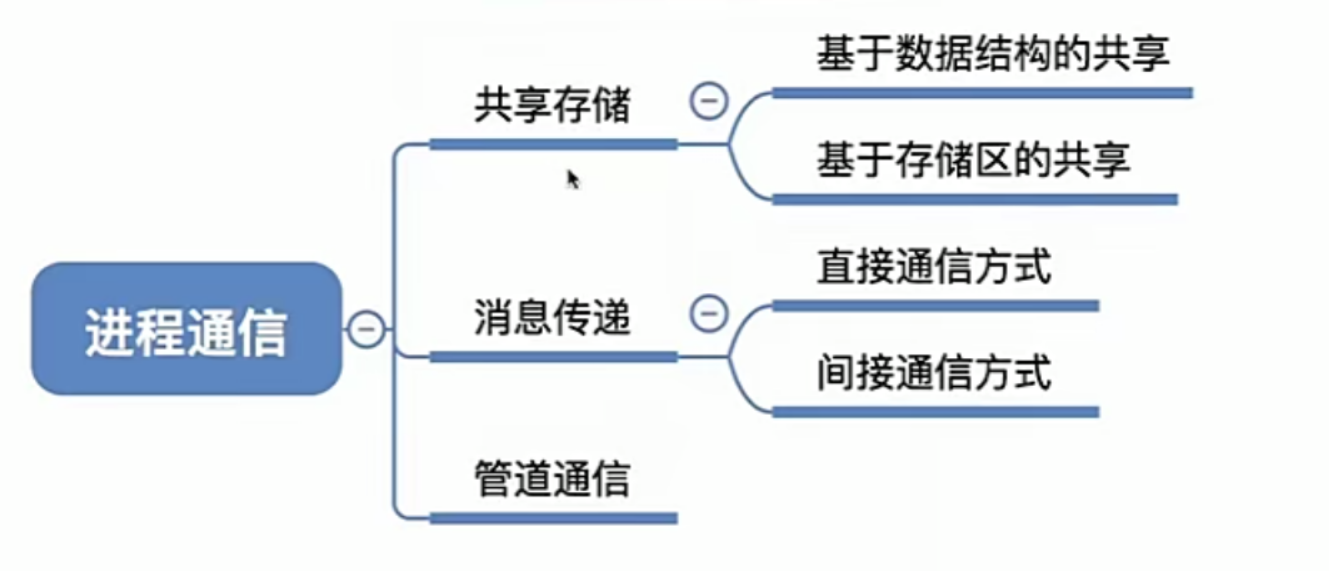 进程通信
共享存储
基于数据结构的共享
基于存储区的共享
消息传递
直接通信方式
间接通信方式
管道通信